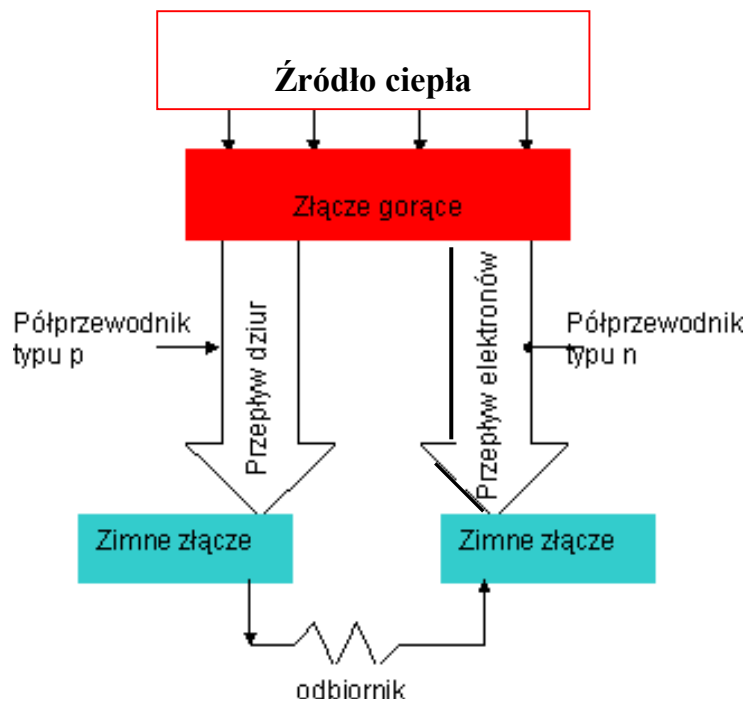 Źródło ciepła
Złącze gorące
Półprzewodnik
typu p
Przepływ dziur
Przepływ elektronów
Półprzewodnik
typu n
Zimne złącze
Zimne złącze
odbiornik